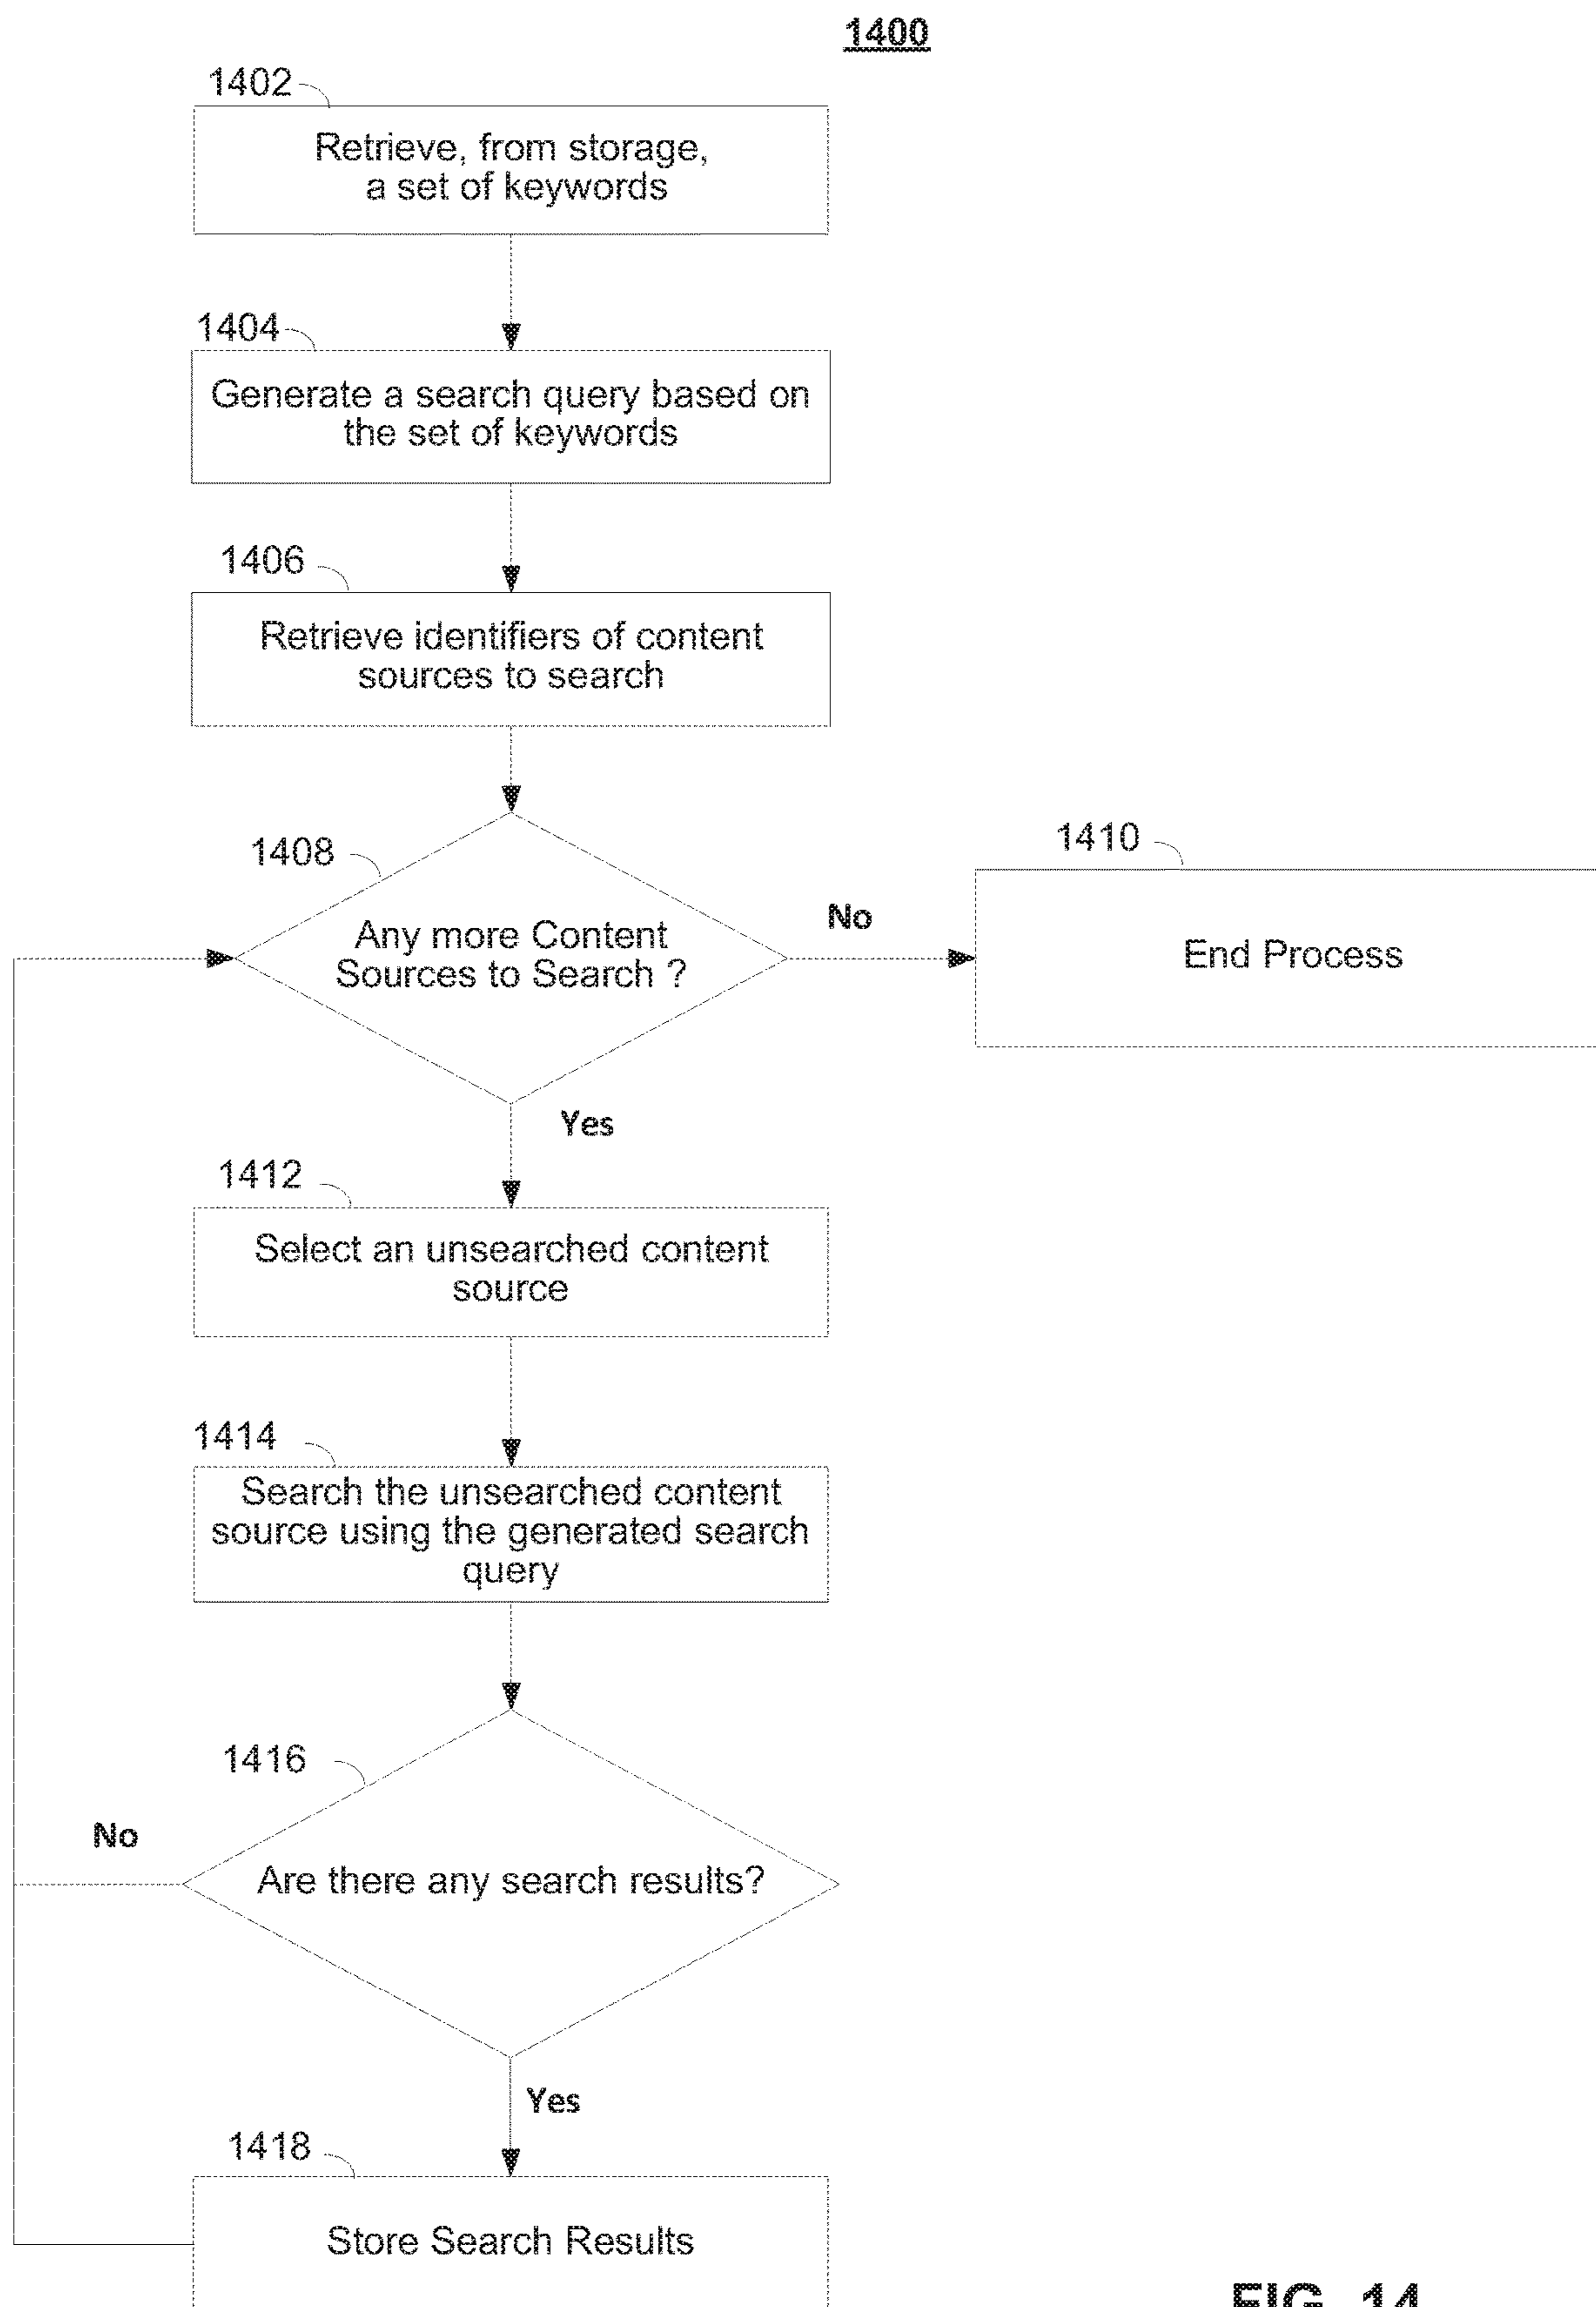 1400
1402
Retrieve, from storage,
a set of keywords
1404
Generate a search query based on
the set of keywords
1406
Retrieve identifiers of content
sources to search
1408
Any more Content
Sources to Search ?
No
1410
End Process
Yes
1412
Select an unsearched content
source
1414
Search the unsearched content
source using the generated search
query
1416
No
Are there any search results?
Yes
1418
Store Search Results
FIG. 14